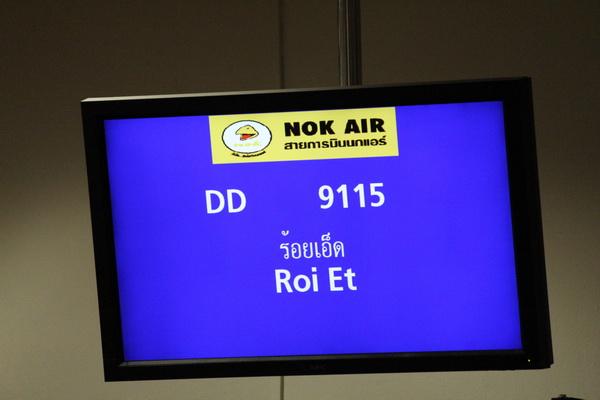 NOK AIR
สายการบินนกแอร์
DD 9115
ร้อยเอ็ด
Roi Et